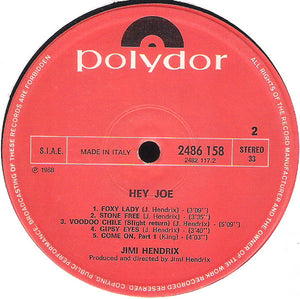 polydor
2
S.I.A.E.
MADE IN ITALY
2486 158
2482 117.2
STEREO
33
℗ 1968
HEY JOE
1. FOXY LADY (J. Hendrix) - (3'09")
2. STONE FREE (J. Hendrix) - (3'35")
3. VOODOO CHILE (Slight return) (J. Hendrix) - (5'09")
4. GIPSY EYES (J. Hendrix) - (3'40")
5. COME ON, Part 1 (King) - (4'03")
JIMI HENDRIX
Produced and directed by Jimi Hendrix
ALL RIGHTS OF THE RECORD MANUFACTURER AND OF THE OWNER OF THE WORK RECORDED RESERVED
COPYING, PUBLIC PERFORMANCE, BROADCASTING OF THESE RECORDS ARE FORBIDDEN